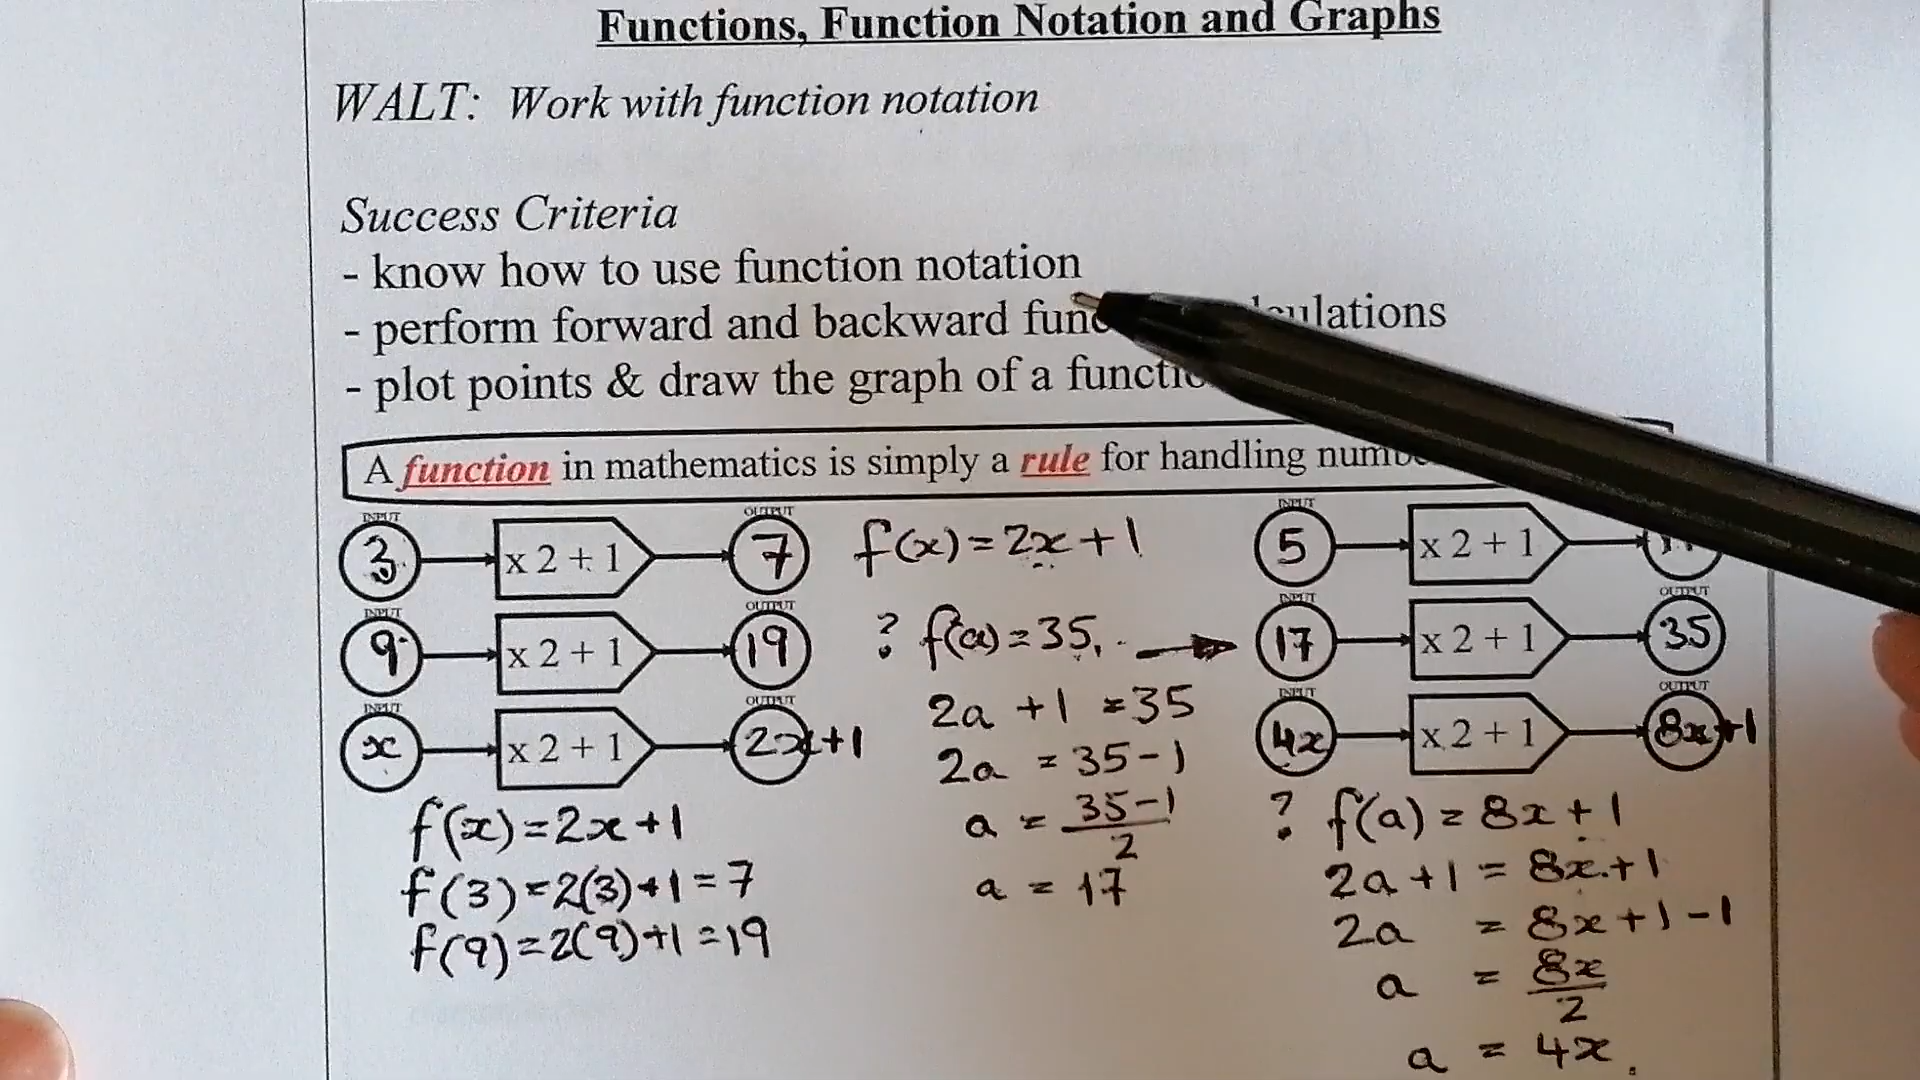 Functions, Function Notation and Graphs
WALT: Work with function notation
Success Criteria
- know how to use function notation
- perform forward and backward
- plot points & draw the graph of a
A function in mathematics is simply a rule for handling
INPUT
3
x 2 + 1
OUTPUT
7
INPUT
9
x 2 + 1
OUTPUT
19
INPUT
x
x 2 + 1
OUTPUT
2x+1
f(x)=2x+1
f(3)=2(3)+1=7
f(9)=2(9)+1=19
f(x)=2x+1
? f(a)=35
2a +1 =35
2a = 35-1
a = 35-1
2
a = 17
INPUT
5
x 2 + 1
INPUT
17
x 2 + 1
OUTPUT
35
INPUT
4x
x 2 + 1
OUTPUT
8x+1
? f(a) = 8x+1
2a+1 = 8x+1
2a = 8x+1-1
a = 8x
2
a = 4x